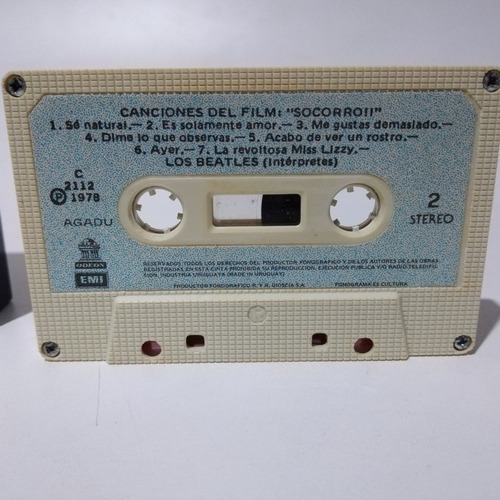 CANCIONES DEL FILM: "SOCORRO!!"
1. Sé natural.— 2. Es solamente amor.— 3. Me gustas demasiado.—
4. Dime lo que observas.— 5. Acabo de ver un rostro.—
6. Ayer.— 7. La revoltosa Miss Lizzy.—
LOS BEATLES (Intérpretes)
C
2112
P 1978
AGADU
2
STEREO
ODEON
EMI
RESERVADOS TODOS LOS DERECHOS DEL PRODUCTOR FONOGRAFICO Y DE LOS AUTORES DE LAS OBRAS
REGISTRADAS EN ESTA CINTA PROHIBIDA SU REPRODUCCION, EJECUCION PUBLICA Y/O RADIO-TELEDIFU-
SION. INDUSTRIA URUGUAYA (MADE IN URUGUAY)
PRODUCTOR FONOGRAFICO R. Y R. GIOSCIA S.A. FONOGRAMA ES CULTURA